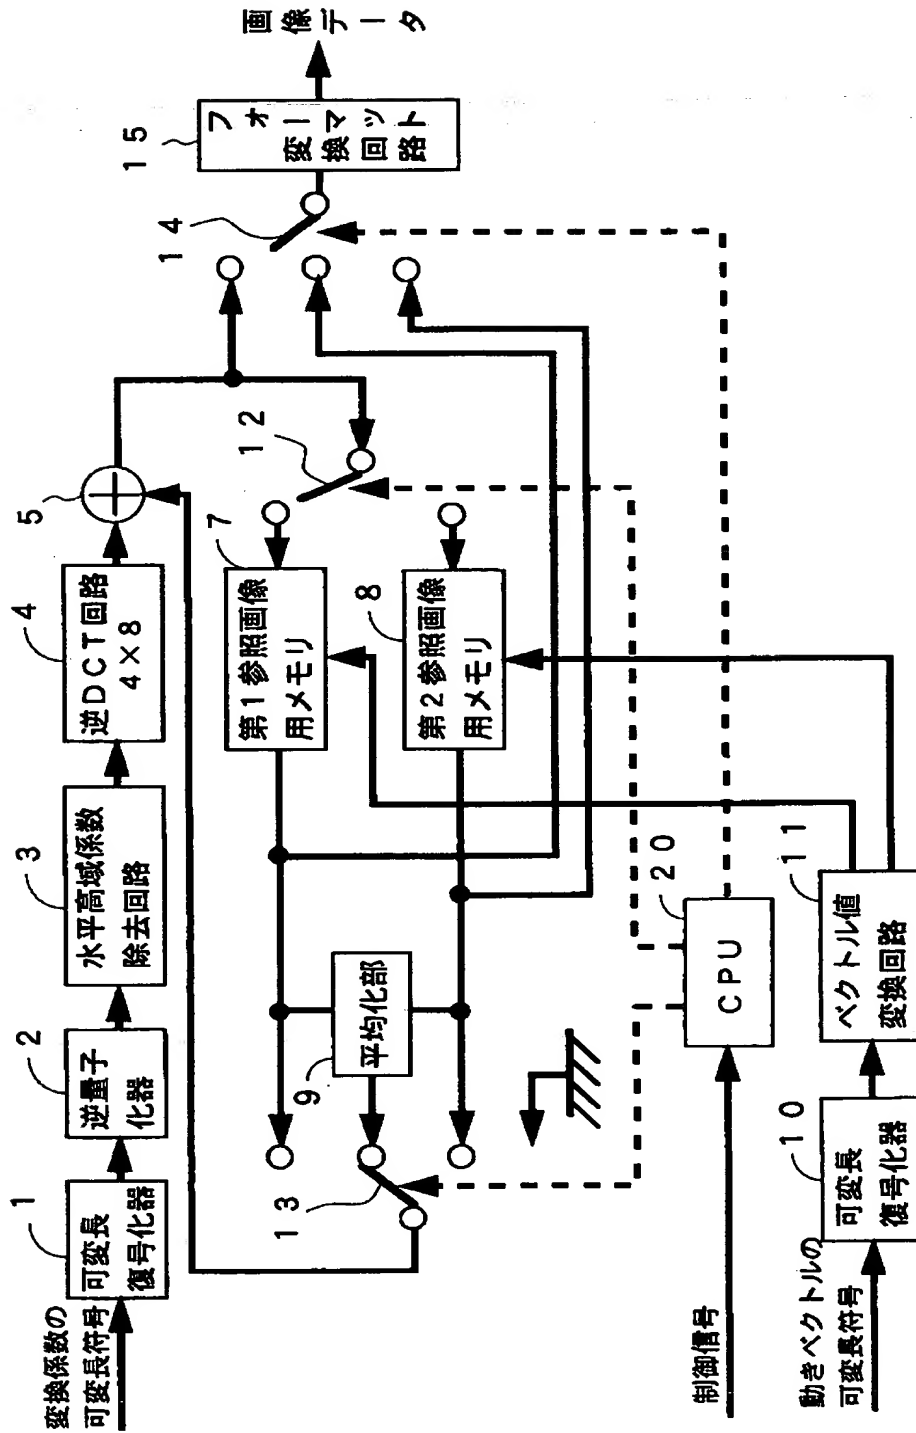 変換係数の
可変長符号
1
可変長
復号化器
2
逆量子
化器
3
水平高域係数
除去回路
4
逆DCT回路
4×8
5
7
第1参照画像
用メモリ
8
第2参照画像
用メモリ
9
平均化部
12
13
14
15
フォーマット
変換回路
画像データ
制御信号
20
CPU
動きベクトルの
可変長符号
10
可変長
復号化器
11
ベクトル値
変換回路